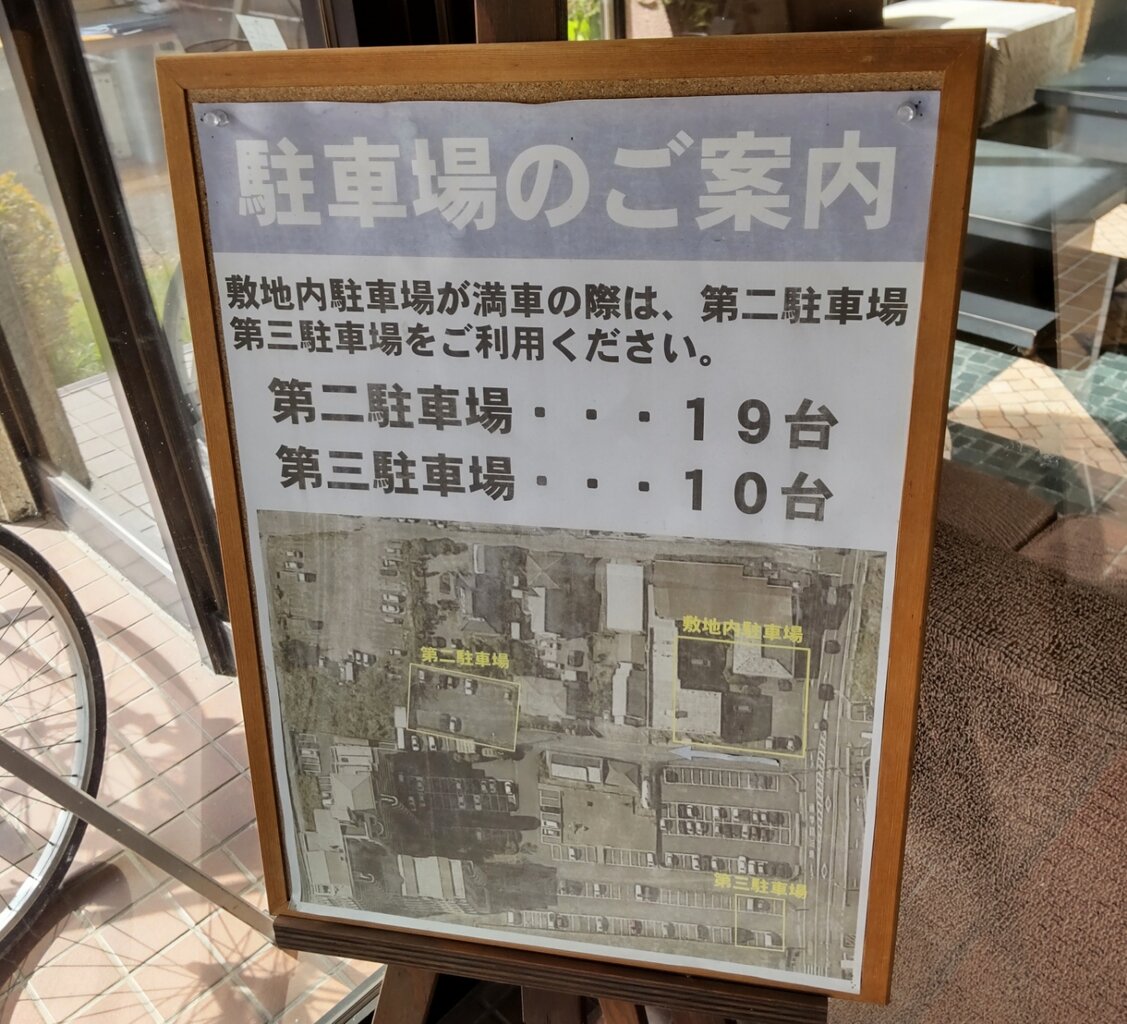 駐車場のご案内
敷地内駐車場が満車の際は、第二駐車場
第三駐車場をご利用ください。
第二駐車場・・・１９台
第三駐車場・・・１０台
敷地内駐車場
第二駐車場
第三駐車場